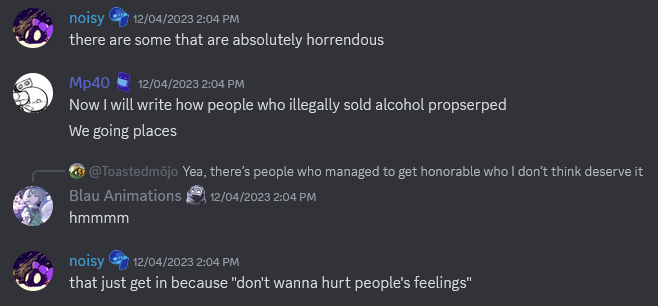 noisy 12/04/2023 2:04 PM
there are some that are absolutely horrendous
Mp40 12/04/2023 2:04 PM
Now I will write how people who illegally sold alcohol propserped
We going places
@Toastedmöjo Yea, there's people who managed to get honorable who I don't think deserve it
Blau Animations 12/04/2023 2:04 PM
hmmmm
noisy 12/04/2023 2:04 PM
that just get in because "don't wanna hurt people's feelings"